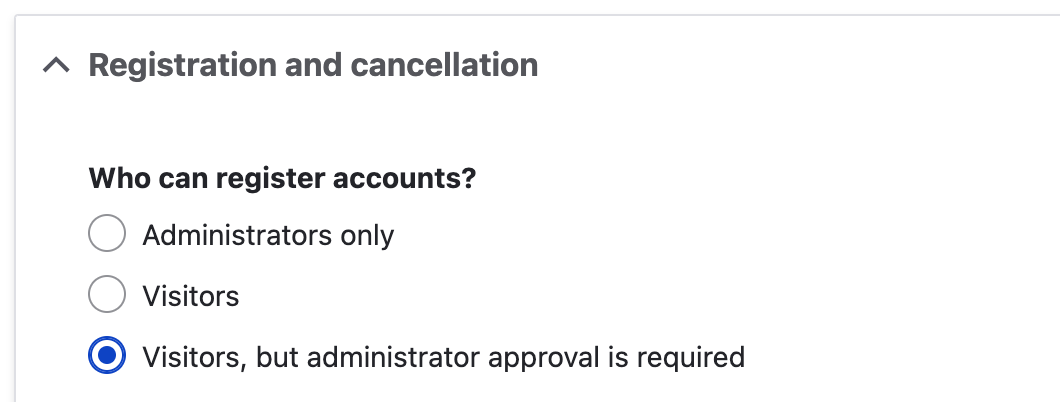 Registration and cancellation
Who can register accounts?
Administrators only
Visitors
Visitors, but administrator approval is required